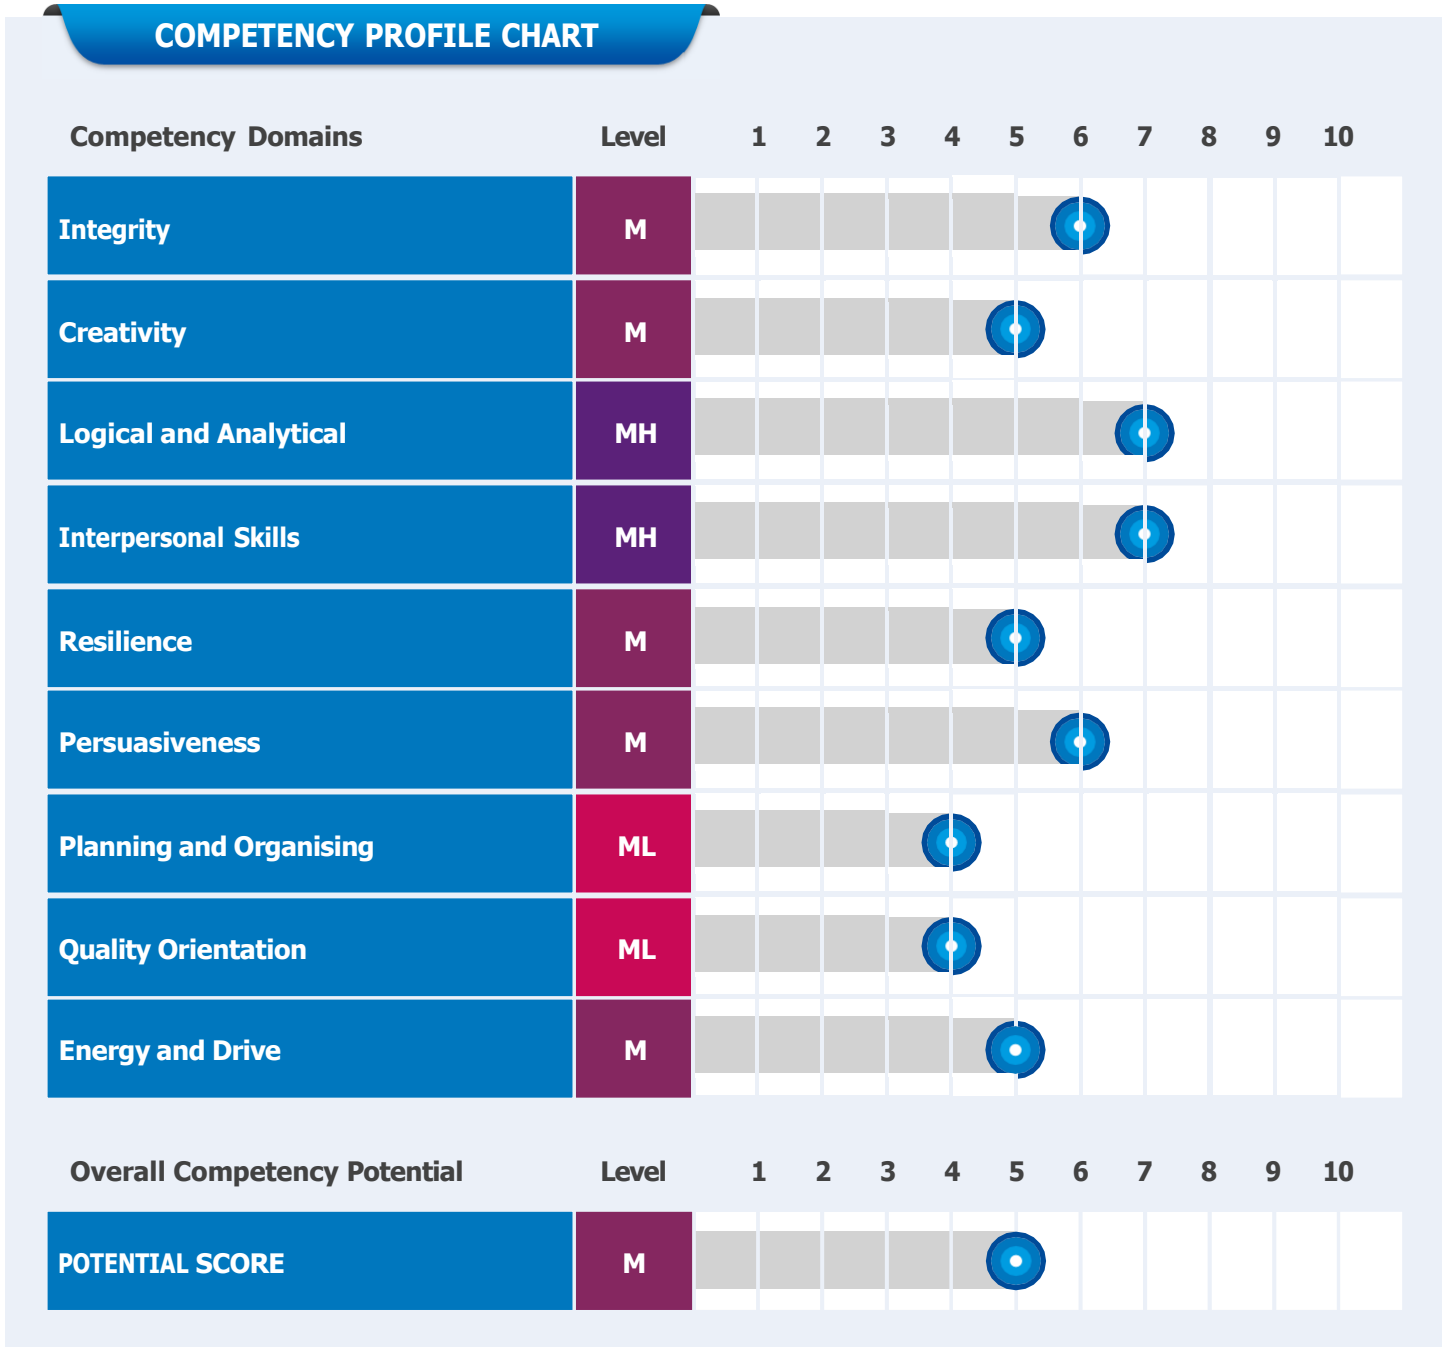 COMPETENCY PROFILE CHART
Competency Domains Level 1 2 3 4 5 6 7 8 9 10
Integrity M
Creativity M
Logical and Analytical MH
Interpersonal Skills MH
Resilience M
Persuasiveness M
Planning and Organising ML
Quality Orientation ML
Energy and Drive M
Overall Competency Potential Level 1 2 3 4 5 6 7 8 9 10
POTENTIAL SCORE M